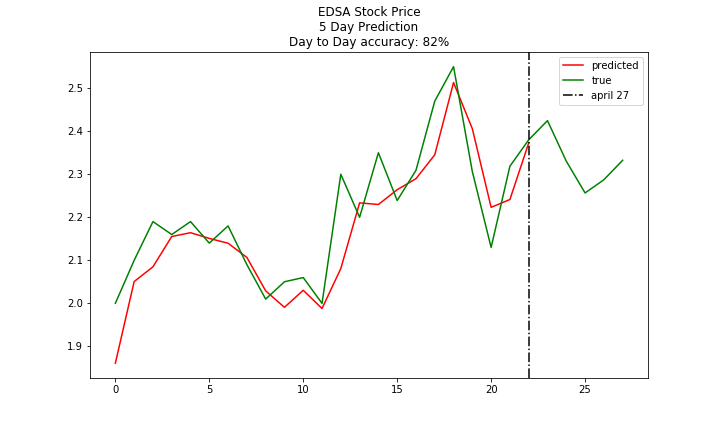 EDSA Stock Price
5 Day Prediction
Day to Day accuracy: 82%
predicted
true
april 27
2.5
2.4
2.3
2.2
2.1
2.0
1.9
0 5 10 15 20 25